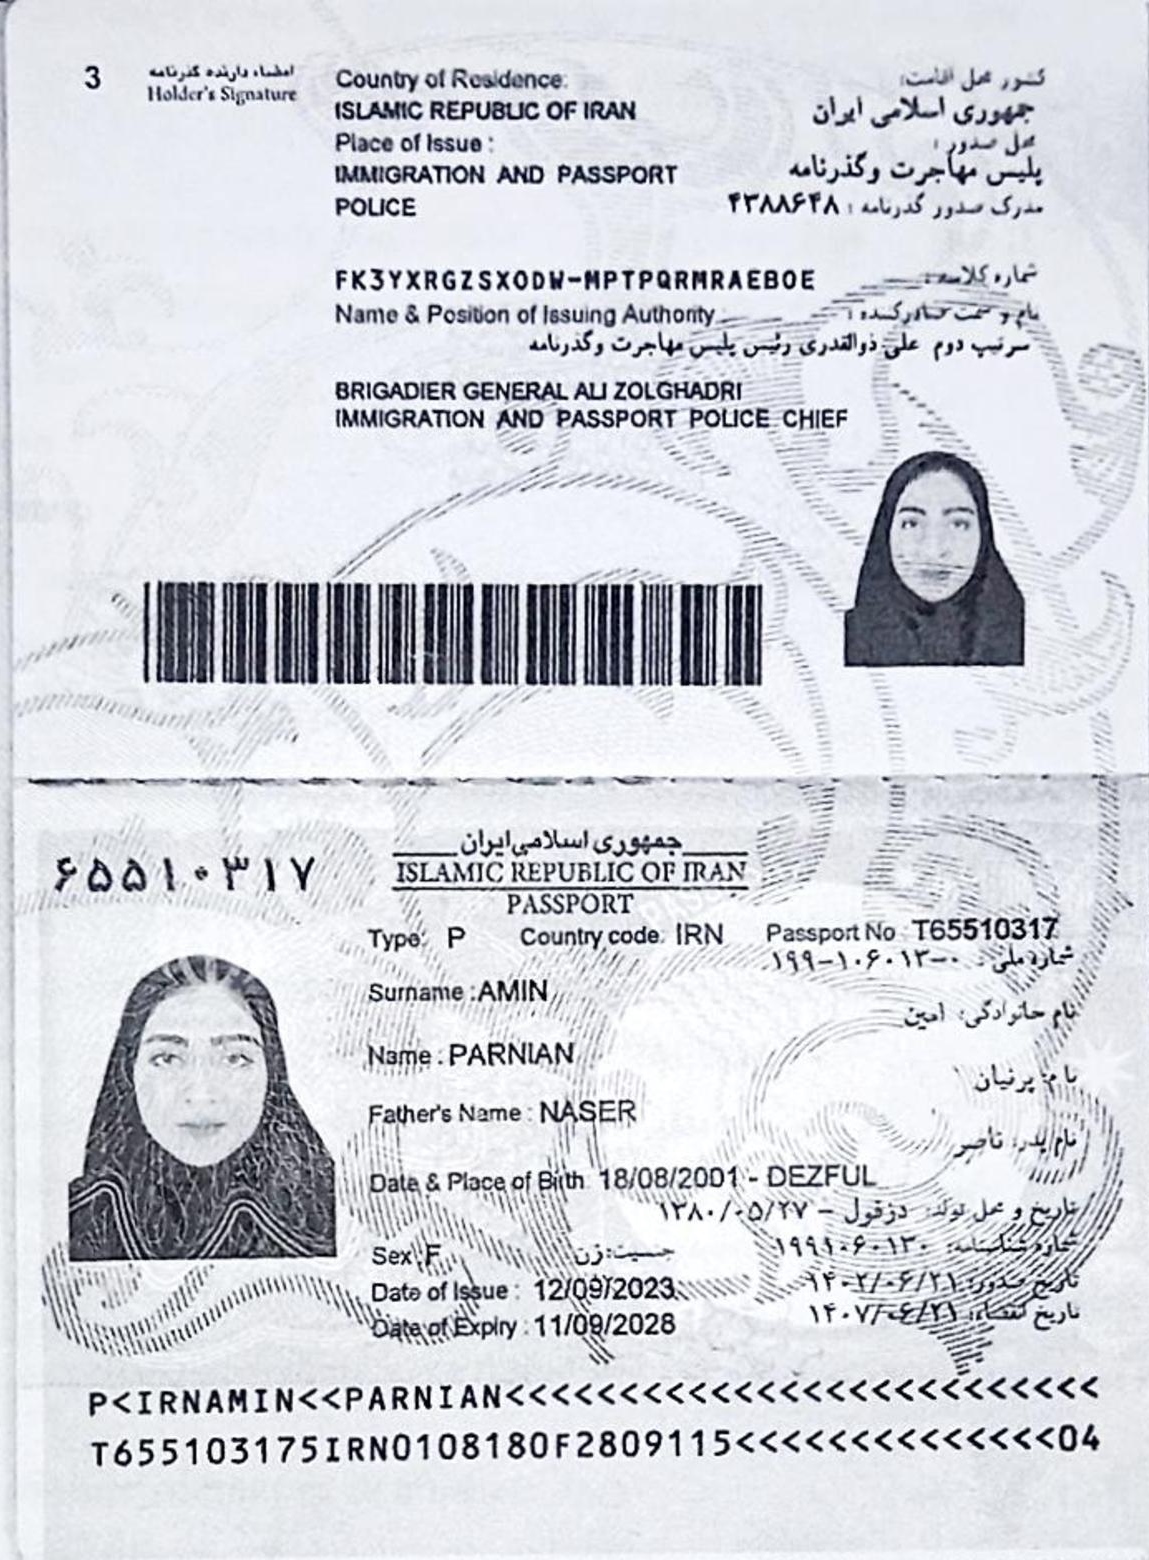 3
امضاء دارنده گذرنامه
Holder's Signature
Country of Residence:
کشور محل اقامت:
ISLAMIC REPUBLIC OF IRAN
جمهوری اسلامی ایران
Place of Issue :
محل صدور :
IMMIGRATION AND PASSPORT
پلیس مهاجرت وگذرنامه
POLICE
مدرک صدور گذرنامه : ۴۳۸۸۶۴۸
FK3YXRGZSXODW-MPTPQRMRAEBOE
شماره کلاسه :
Name & Position of Issuing Authority
نام و سمت صادرکننده :
سرتیپ دوم علی ذوالقدری رئیس پلیس مهاجرت وگذرنامه
BRIGADIER GENERAL ALI ZOLGHADRI
IMMIGRATION AND PASSPORT POLICE CHIEF
جمهوری اسلامی ایران
۶۵۵۱۰۳۱۷
ISLAMIC REPUBLIC OF IRAN
PASSPORT
Type: P Country code: IRN Passport No : T65510317
شماره ملی: ۱۹۹-۱۰۶۰۱۳-۰
Surname : AMIN
نام خانوادگی: امین
Name : PARNIAN
نام: پرنیان
Father's Name : NASER
نام پدر: ناصر
Date & Place of Birth 18/08/2001 - DEZFUL
تاریخ و محل تولد: دزفول - ۱۳۸۰/۰۵/۲۷
Sex: F جنسیت: زن
شماره شناسنامه: ۱۹۹۱۰۶۰۱۳۰
Date of Issue : 12/09/2023
تاریخ صدور: ۱۴۰۲/۰۶/۲۱
Date of Expiry : 11/09/2028
تاریخ انقضاء: ۱۴۰۷/۰۶/۲۱
P<IRNAMIN<<PARNIAN<<<<<<<<<<<<<<<<<<<<<<<<<<
T655103175IRN0108180F2809115<<<<<<<<<<<<<<04